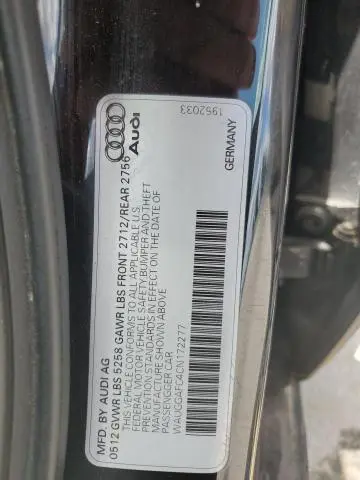 Audi
1952033
GERMANY
MFD. BY AUDI AG
0512 GVWR LBS 5258 GAWR LBS FRONT 2712/REAR 2756
THIS VEHICLE CONFORMS TO ALL APPLICABLE U.S.
FEDERAL MOTOR VEHICLE SAFETY BUMPER AND THEFT
PREVENTION STANDARDS IN EFFECT ON THE DATE OF
MANUFACTURE SHOWN ABOVE
PASSENGER CAR
WAUGGAFC4CN172277